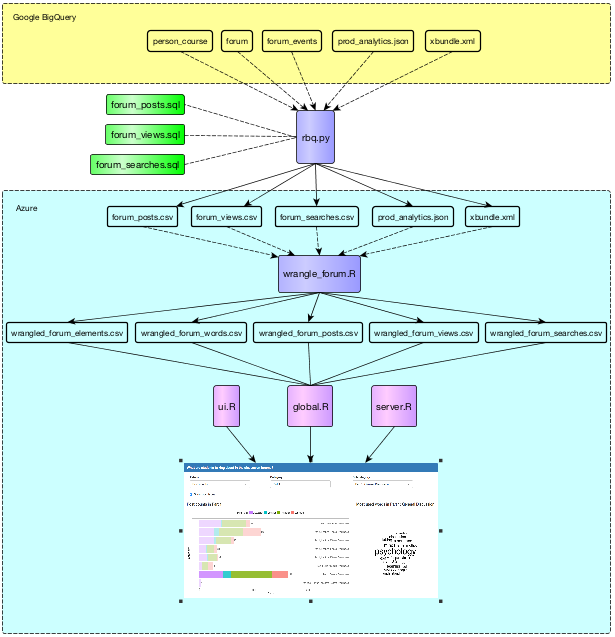 Google BigQuery
person_course
forum
forum_events
prod_analytics.json
xbundle.xml
forum_posts.sql
forum_views.sql
forum_searches.sql
rbq.py
Azure
forum_posts.csv
forum_views.csv
forum_searches.csv
prod_analytics.json
xbundle.xml
wrangle_forum.R
wrangled_forum_elements.csv
wrangled_forum_words.csv
wrangled_forum_posts.csv
wrangled_forum_views.csv
wrangled_forum_searches.csv
ui.R
global.R
server.R
psychology